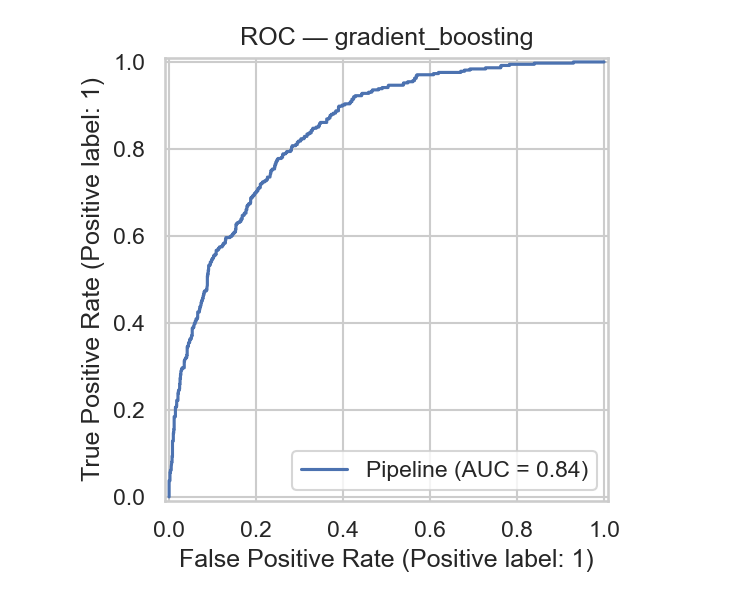 ROC — gradient_boosting
True Positive Rate (Positive label: 1)
1.0
0.8
0.6
0.4
0.2
0.0
Pipeline (AUC = 0.84)
0.0 0.2 0.4 0.6 0.8 1.0
False Positive Rate (Positive label: 1)